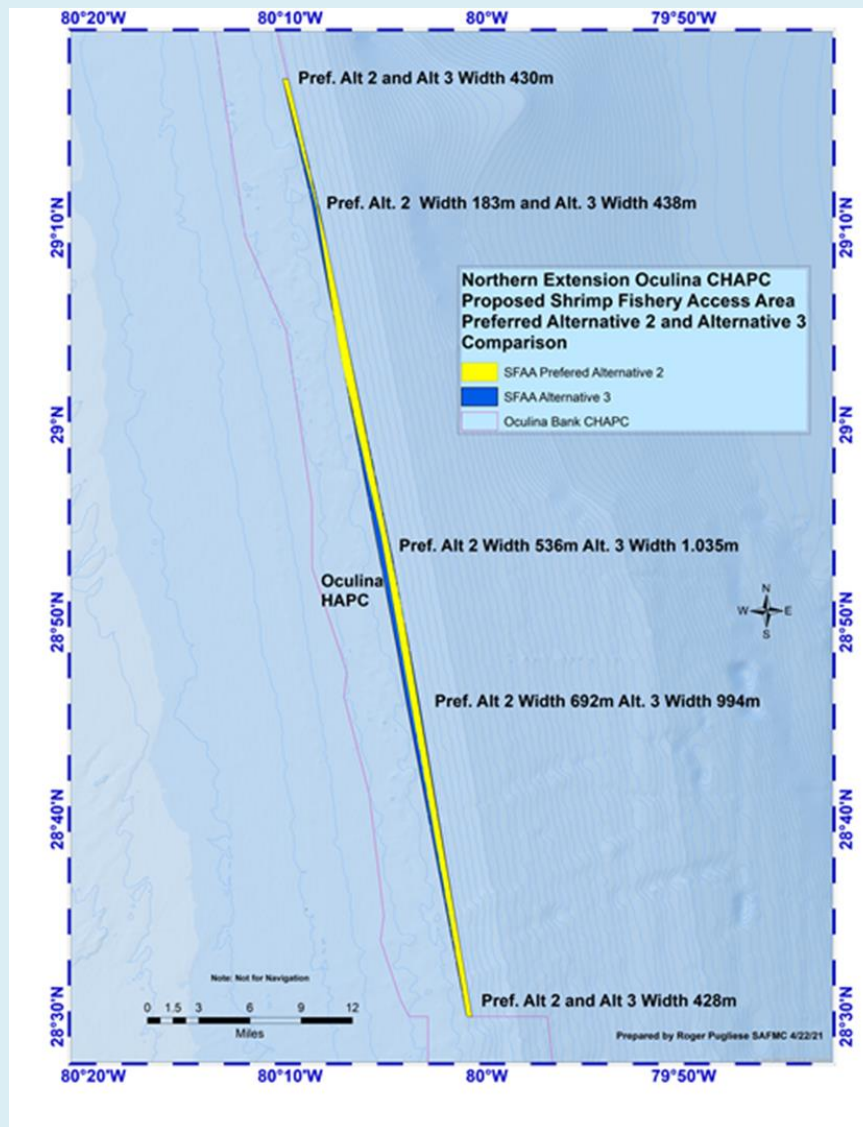 80°20'W 80°10'W 80°W 79°50'W
Pref. Alt 2 and Alt 3 Width 430m
Pref. Alt. 2 Width 183m and Alt. 3 Width 438m
29°10'N 29°10'N
Northern Extension Oculina CHAPC
Proposed Shrimp Fishery Access Area
Preferred Alternative 2 and Alternative 3
Comparison
SFAA Prefered Alternative 2
SFAA Alternative 3
Oculina Bank CHAPC
29°N 29°N
Pref. Alt 2 Width 536m Alt. 3 Width 1.035m
Oculina
HAPC
28°50'N 28°50'N
N
W E
S
Pref. Alt 2 Width 692m Alt. 3 Width 994m
28°40'N 28°40'N
Note: Not for Navigation
0 1.5 3 6 9 12
Miles
Pref. Alt 2 and Alt 3 Width 428m
28°30'N 28°30'N
Prepared by Roger Pugliese SAFMC 4/22/21
80°20'W 80°10'W 80°W 79°50'W